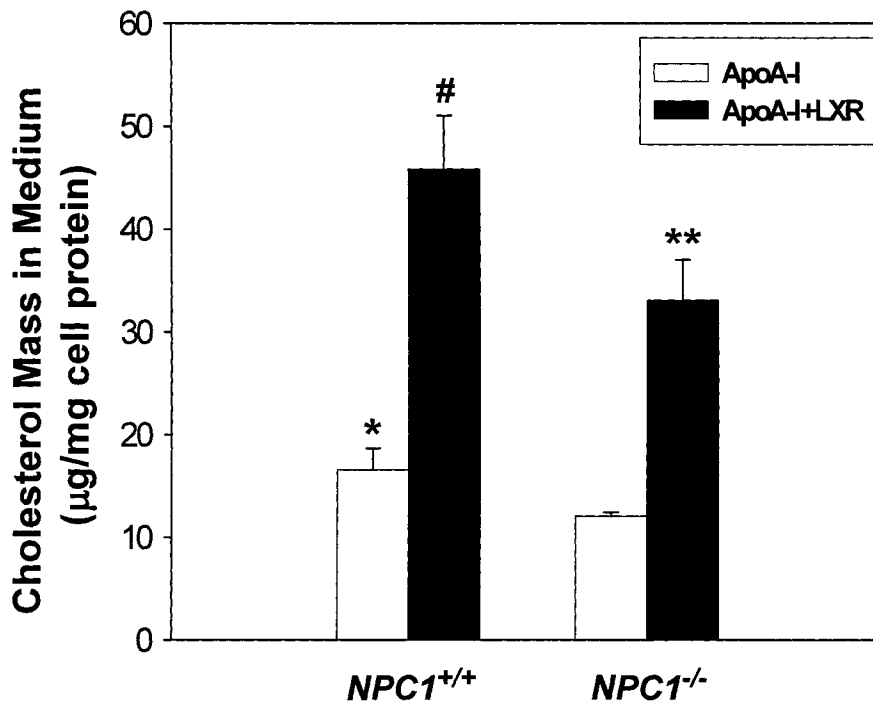 Cholesterol Mass in Medium
(µg/mg cell protein)
60
50
40
30
20
10
0
ApoA-I
ApoA-I+LXR
#
*
**
NPC1+/+
NPC1-/-